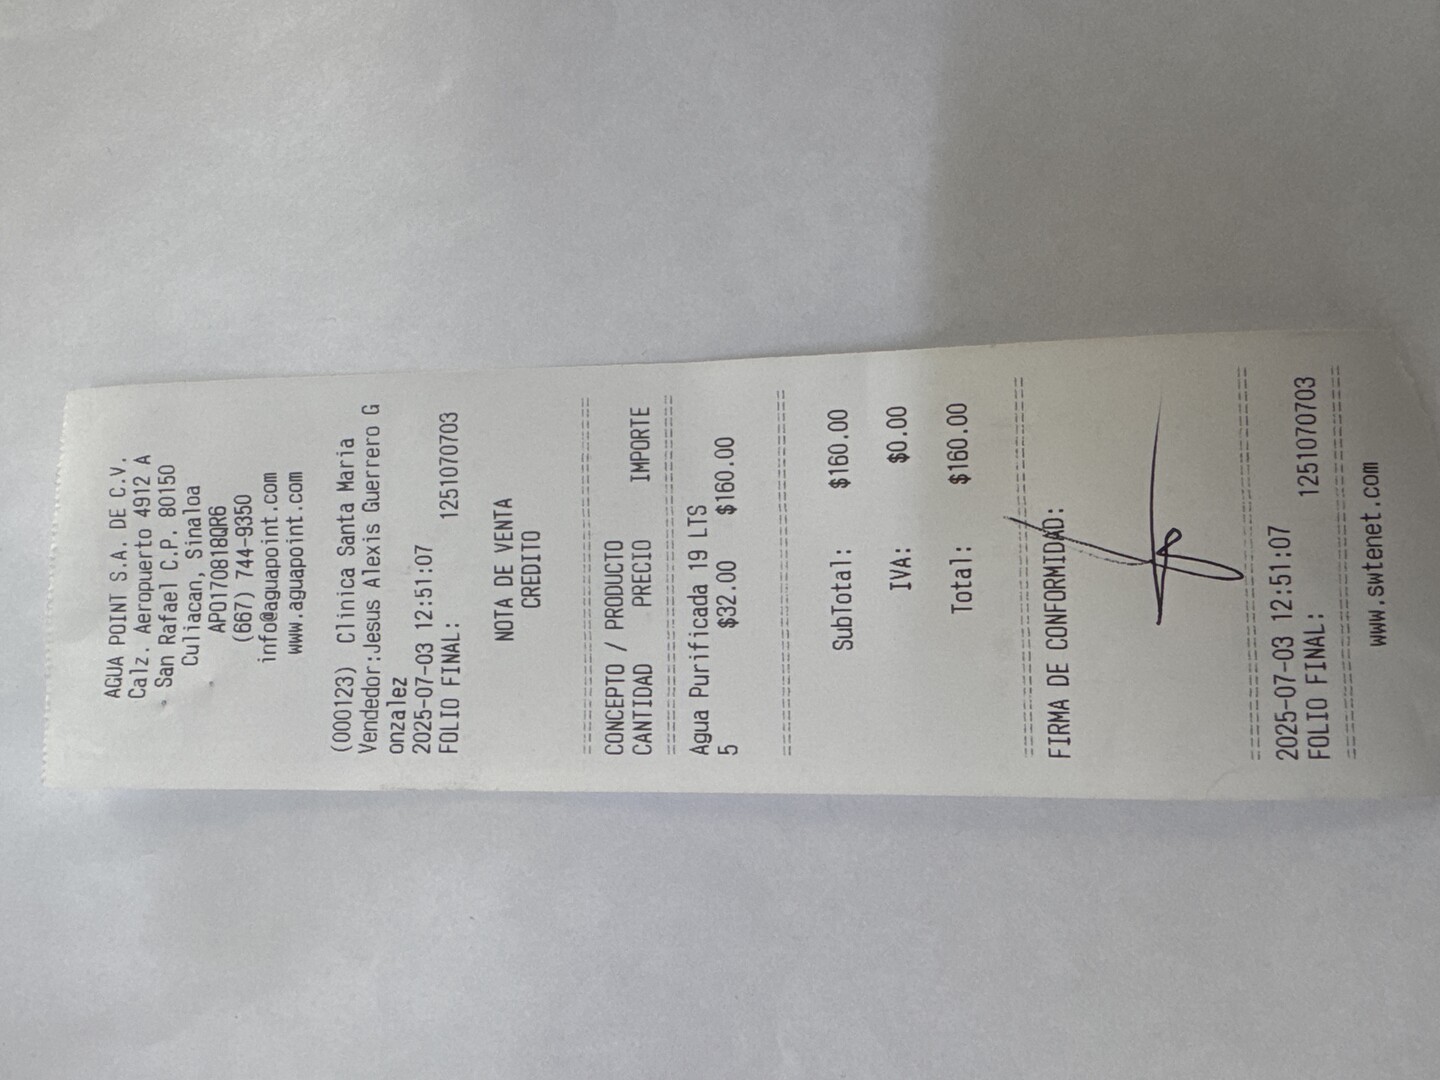 AGUA POINT S.A. DE C.V.
Calz. Aeropuerto 4912 A
San Rafael C.P. 80150
Culiacan, Sinaloa
APO170818QR6
(667) 744-9350
info@aguapoint.com
www.aguapoint.com
(000123) Clinica Santa Maria
Vendedor:Jesus Alexis Guerrero G
onzalez
2025-07-03 12:51:07
FOLIO FINAL: 1251070703
NOTA DE VENTA
CREDITO
================================
CONCEPTO / PRODUCTO
CANTIDAD PRECIO IMPORTE
================================
Agua Purificada 19 LTS
5 $32.00 $160.00
================================
SubTotal: $160.00
IVA: $0.00
Total: $160.00
================================
FIRMA DE CONFORMIDAD:
================================
2025-07-03 12:51:07
FOLIO FINAL: 1251070703
================================
www.swtenet.com